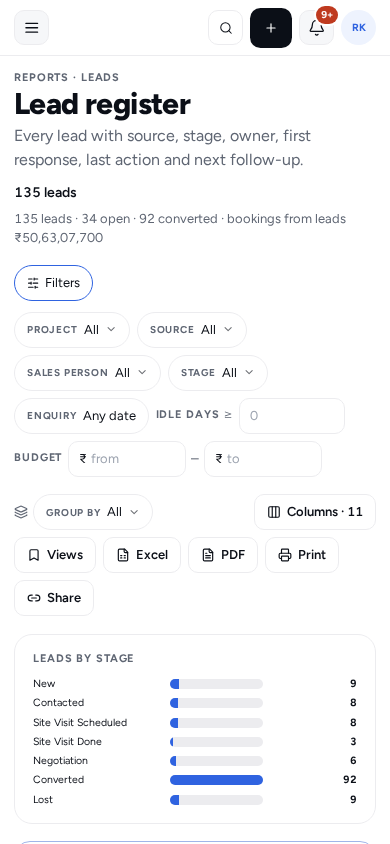 9+
RK
REPORTS · LEADS
Lead register
Every lead with source, stage, owner, first
response, last action and next follow-up.
135 leads
135 leads · 34 open · 92 converted · bookings from leads
₹50,63,07,700
Filters
PROJECT All
SOURCE All
SALES PERSON All
STAGE All
ENQUIRY Any date
IDLE DAYS ≥ 0
BUDGET ₹ from — ₹ to
GROUP BY All
Columns · 11
Views
Excel
PDF
Print
Share
LEADS BY STAGE
New 9
Contacted 8
Site Visit Scheduled 8
Site Visit Done 3
Negotiation 6
Converted 92
Lost 9